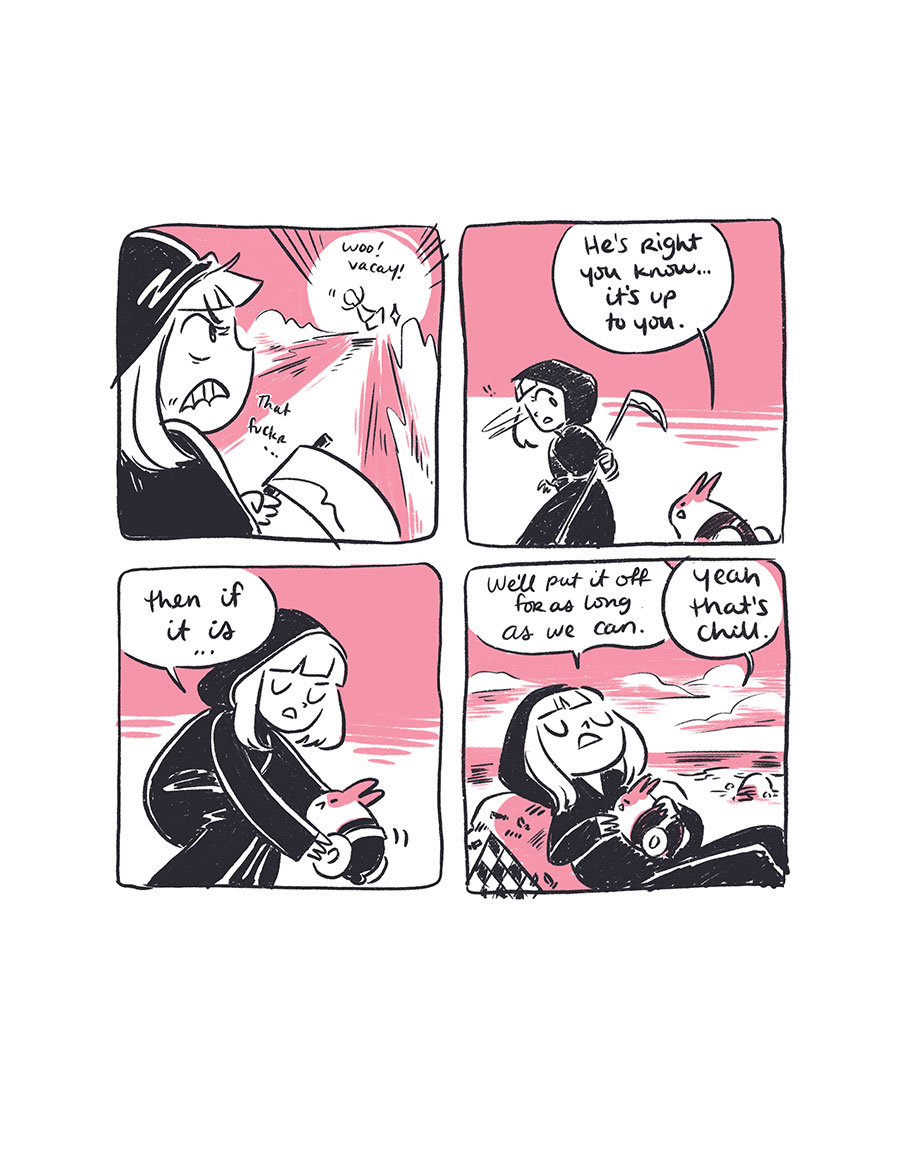 woo!
vacay!
That
fuckr
...
He's Right
you know...
it's up
to you.
then if
it is
...
We'll put it off
for as long
as we can.
Yeah
that's
chill.